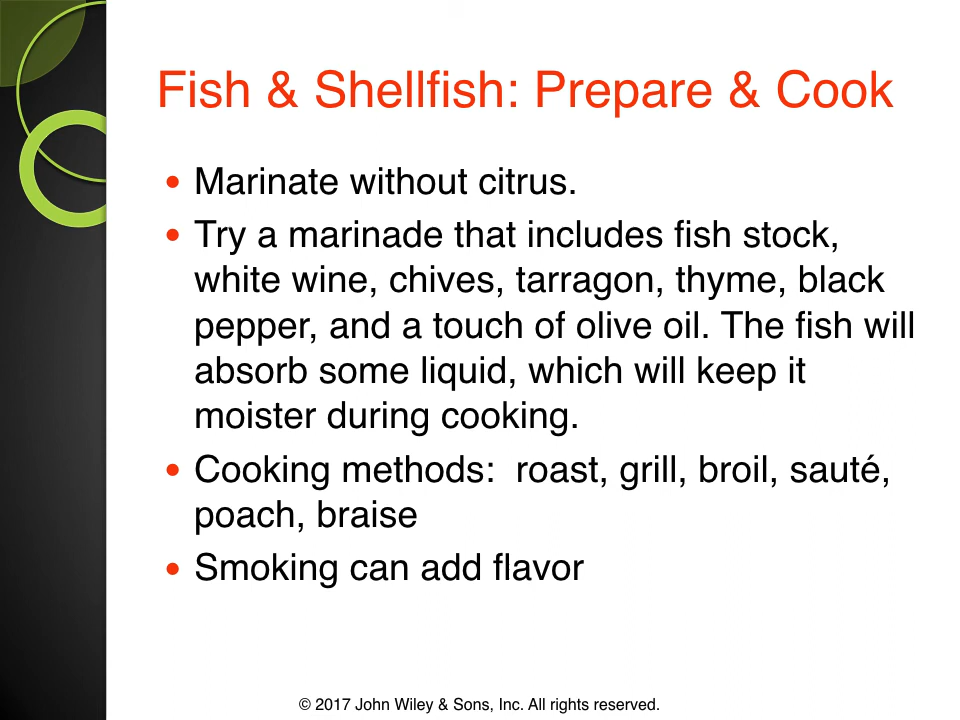 Fish & Shellfish: Prepare & Cook
• Marinate without citrus.
• Try a marinade that includes fish stock,
white wine, chives, tarragon, thyme, black
pepper, and a touch of olive oil. The fish will
absorb some liquid, which will keep it
moister during cooking.
• Cooking methods:  roast, grill, broil, sauté,
poach, braise
• Smoking can add flavor
© 2017 John Wiley & Sons, Inc. All rights reserved.